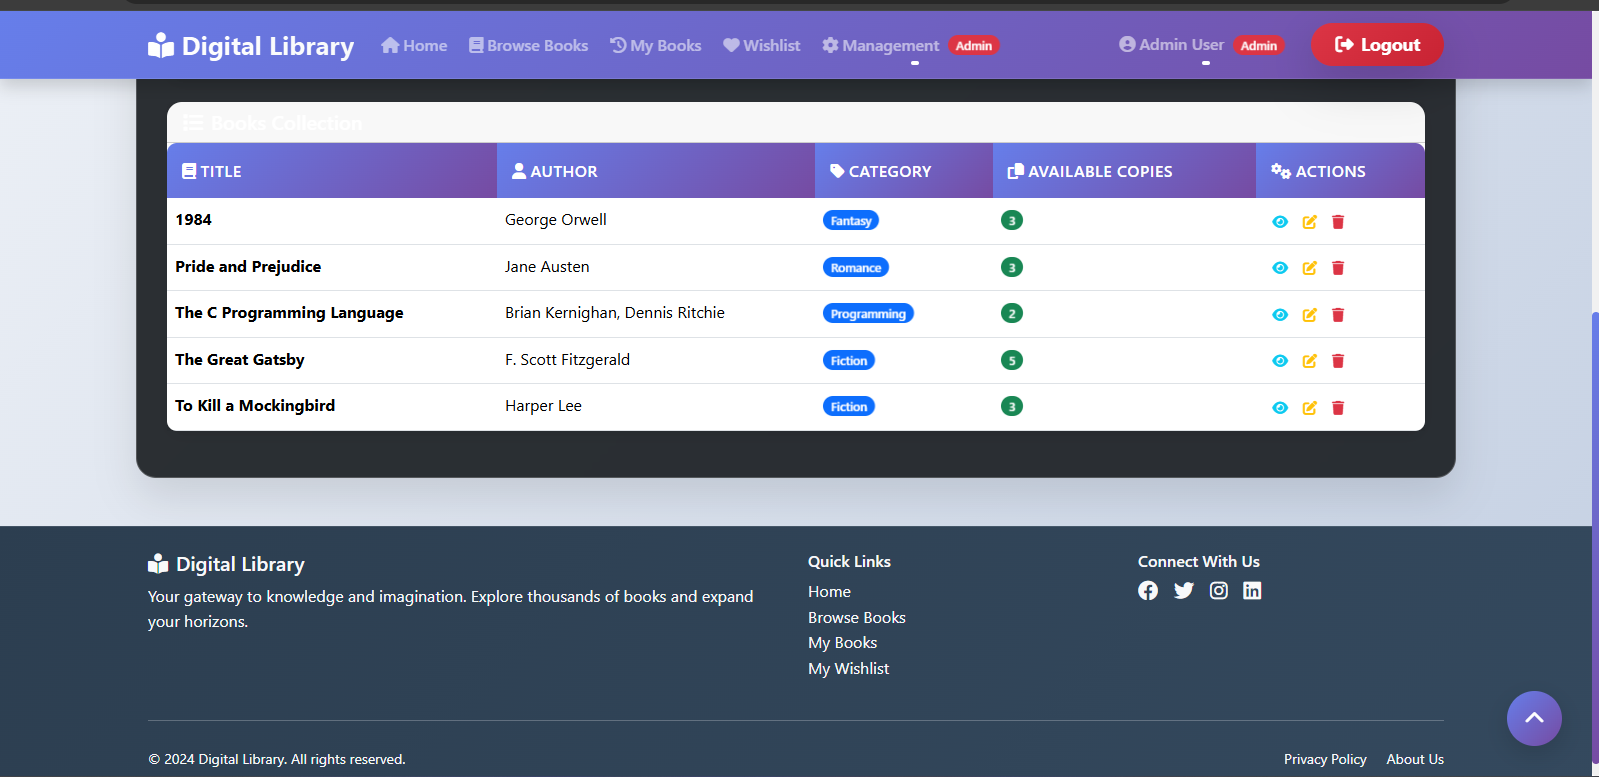 Digital Library Home Browse Books My Books Wishlist Management Admin Admin User Admin Logout
Books Collection
TITLE AUTHOR CATEGORY AVAILABLE COPIES ACTIONS
1984 George Orwell Fantasy 3
Pride and Prejudice Jane Austen Romance 3
The C Programming Language Brian Kernighan, Dennis Ritchie Programming 2
The Great Gatsby F. Scott Fitzgerald Fiction 5
To Kill a Mockingbird Harper Lee Fiction 3
Digital Library
Your gateway to knowledge and imagination. Explore thousands of books and expand
your horizons.
Quick Links
Home
Browse Books
My Books
My Wishlist
Connect With Us
© 2024 Digital Library. All rights reserved.
Privacy Policy About Us